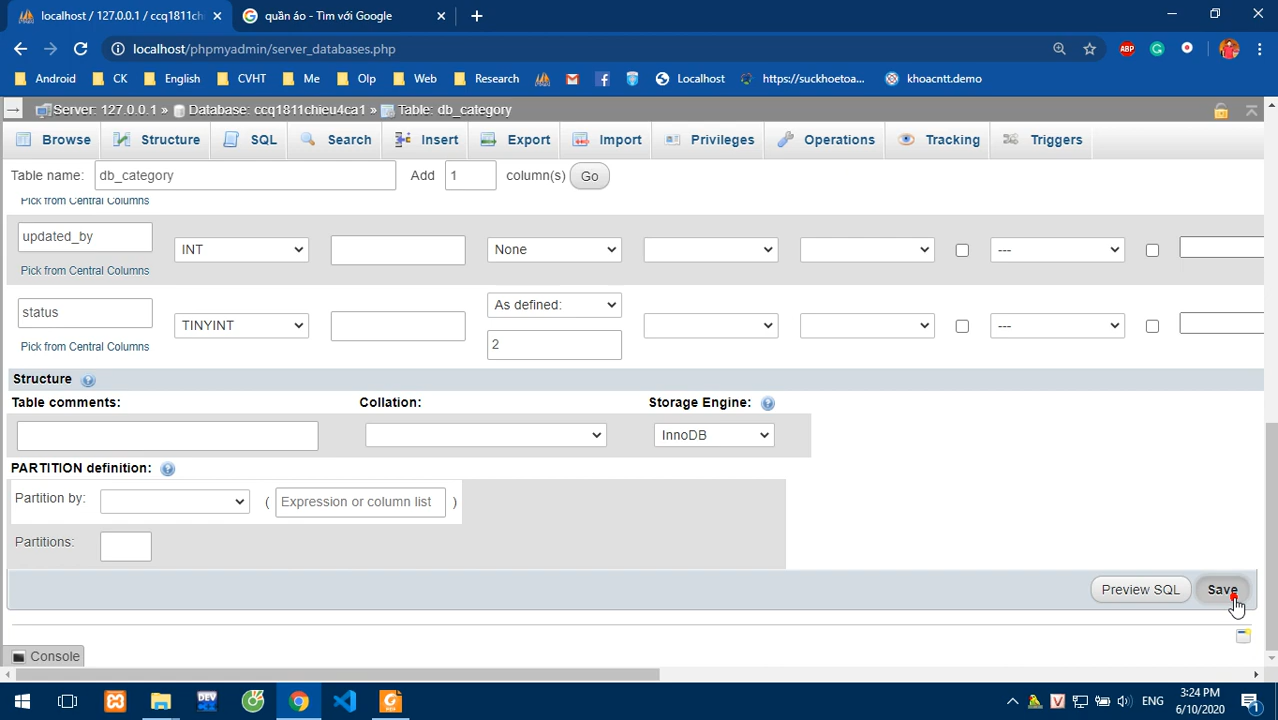 localhost / 127.0.0.1 / ccq1811ch
quần áo - Tìm với Google
localhost/phpmyadmin/server_databases.php
ABP
Android
CK
English
CVHT
Me
Olp
Web
Research
Localhost
https://suckhoetoa...
khoacntt.demo
Server: 127.0.0.1 » Database: ccq1811chieu4ca1 » Table: db_category
Browse
Structure
SQL
Search
Insert
Export
Import
Privileges
Operations
Tracking
Triggers
Table name: db_category Add 1 column(s) Go
Pick from Central Columns
updated_by
INT
None
---
Pick from Central Columns
status
TINYINT
As defined:
---
2
Pick from Central Columns
Structure
Table comments: Collation: Storage Engine:
InnoDB
PARTITION definition:
Partition by: ( Expression or column list )
Partitions:
Preview SQL Save
Console
DEV
ENG
3:24 PM
6/10/2020
1